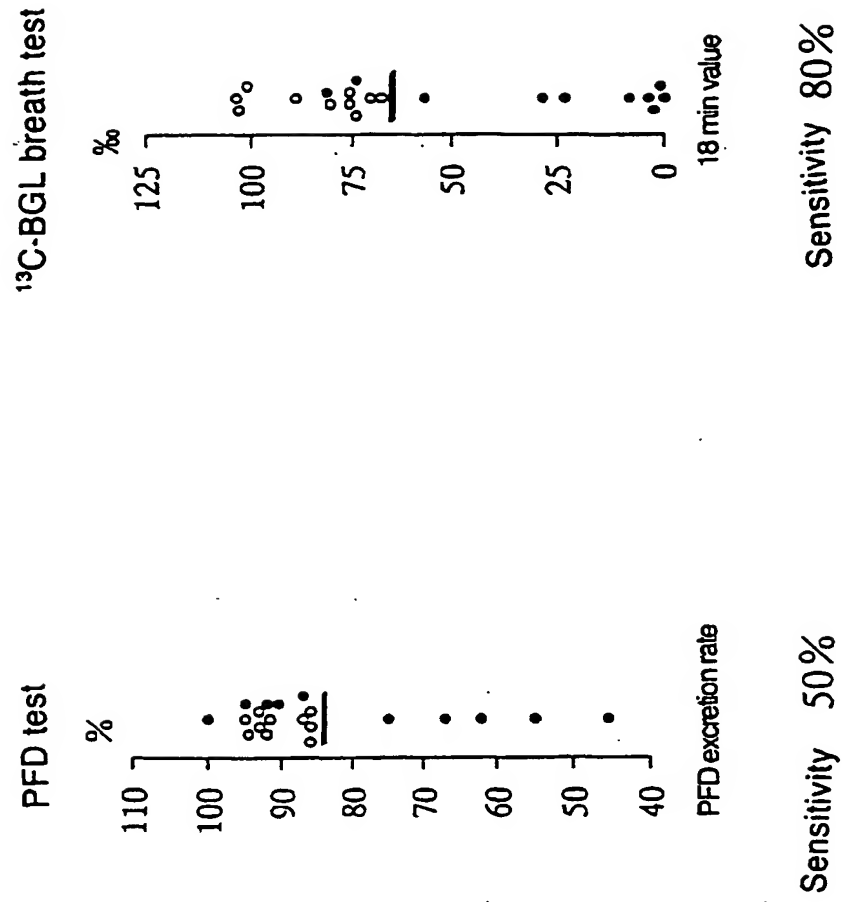 PFD test
%
110
100
90
80
70
60
50
40
PFD excretion rate
Sensitivity 50%
¹³C-BGL breath test
‰
125
100
75
50
25
0
18 min value
Sensitivity 80%